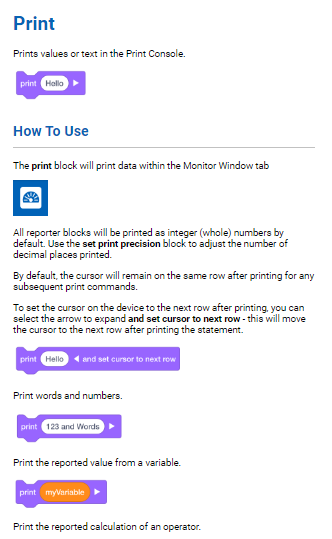 Print
Prints values or text in the Print Console.
print Hello
How To Use
The print block will print data within the Monitor Window tab
All reporter blocks will be printed as integer (whole) numbers by
default. Use the set print precision block to adjust the number of
decimal places printed.
By default, the cursor will remain on the same row after printing for any
subsequent print commands.
To set the cursor on the device to the next row after printing, you can
select the arrow to expand and set cursor to next row - this will move
the cursor to the next row after printing the statement.
print Hello and set cursor to next row
Print words and numbers.
print 123 and Words
Print the reported value from a variable.
print myVariable
Print the reported calculation of an operator.